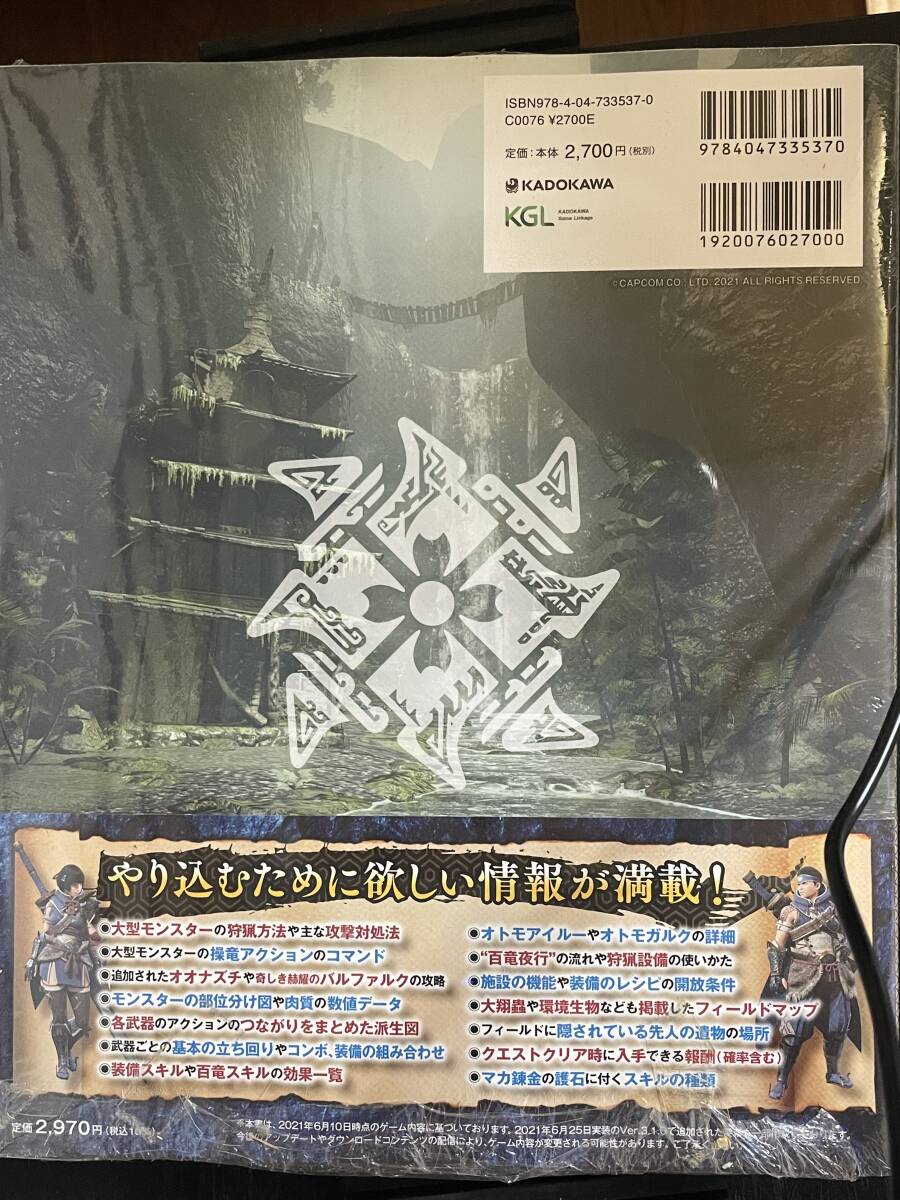 ISBN978-4-04-733537-0
C0076 ¥2700E
定価:本体 2,700円(税別)
KADOKAWA
KGL KADOKAWA Game Linkage
9784047335370
1920076027000
©CAPCOM CO., LTD. 2021 ALL RIGHTS RESERVED
やり込むために欲しい情報が満載!
●大型モンスターの狩猟方法や主な攻撃対処法
●大型モンスターの操竜アクションのコマンド
●追加されたオオナズチや奇しき赫耀のバルファルクの攻略
●モンスターの部位分け図や肉質の数値データ
●各武器のアクションのつながりをまとめた派生図
●武器ごとの基本の立ち回りやコンボ、装備の組み合わせ
●装備スキルや百竜スキルの効果一覧
●オトモアイルーやオトモガルクの詳細
●“百竜夜行”の流れや狩猟設備の使いかた
●施設の機能や装備のレシピの開放条件
●大翔蟲や環境生物なども掲載したフィールドマップ
●フィールドに隠されている先人の遺物の場所
●クエストクリア時に入手できる報酬(確率含む)
●マカ錬金の護石に付くスキルの種類
定価 2,970円(税込10%)
※本書は、2021年6月10日時点のゲーム内容に基づいております。2021年6月25日実装のVer.3.1.0で追加された
今後のアップデートやダウンロードコンテンツの配信により、ゲーム内容が変更される可能性があります。ご了承